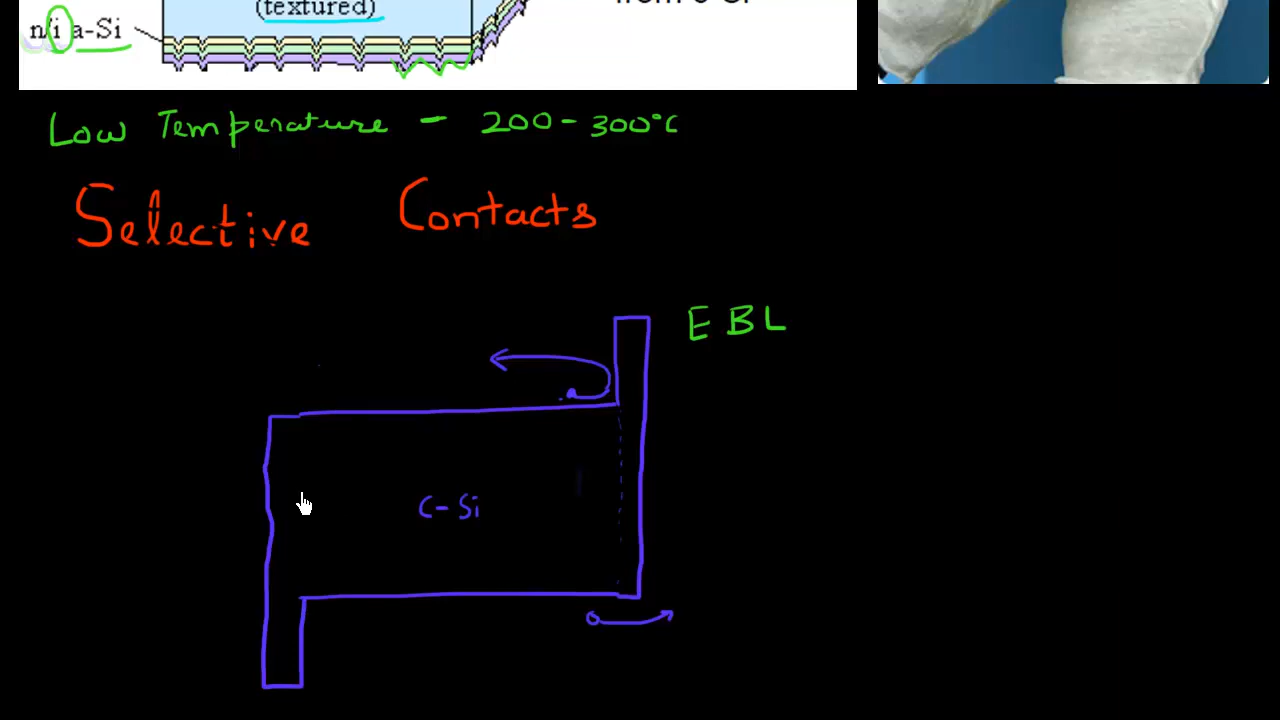 (textured)
n/i a-Si
Low Temperature - 200-300°C
Selective Contacts
EBL
C-Si